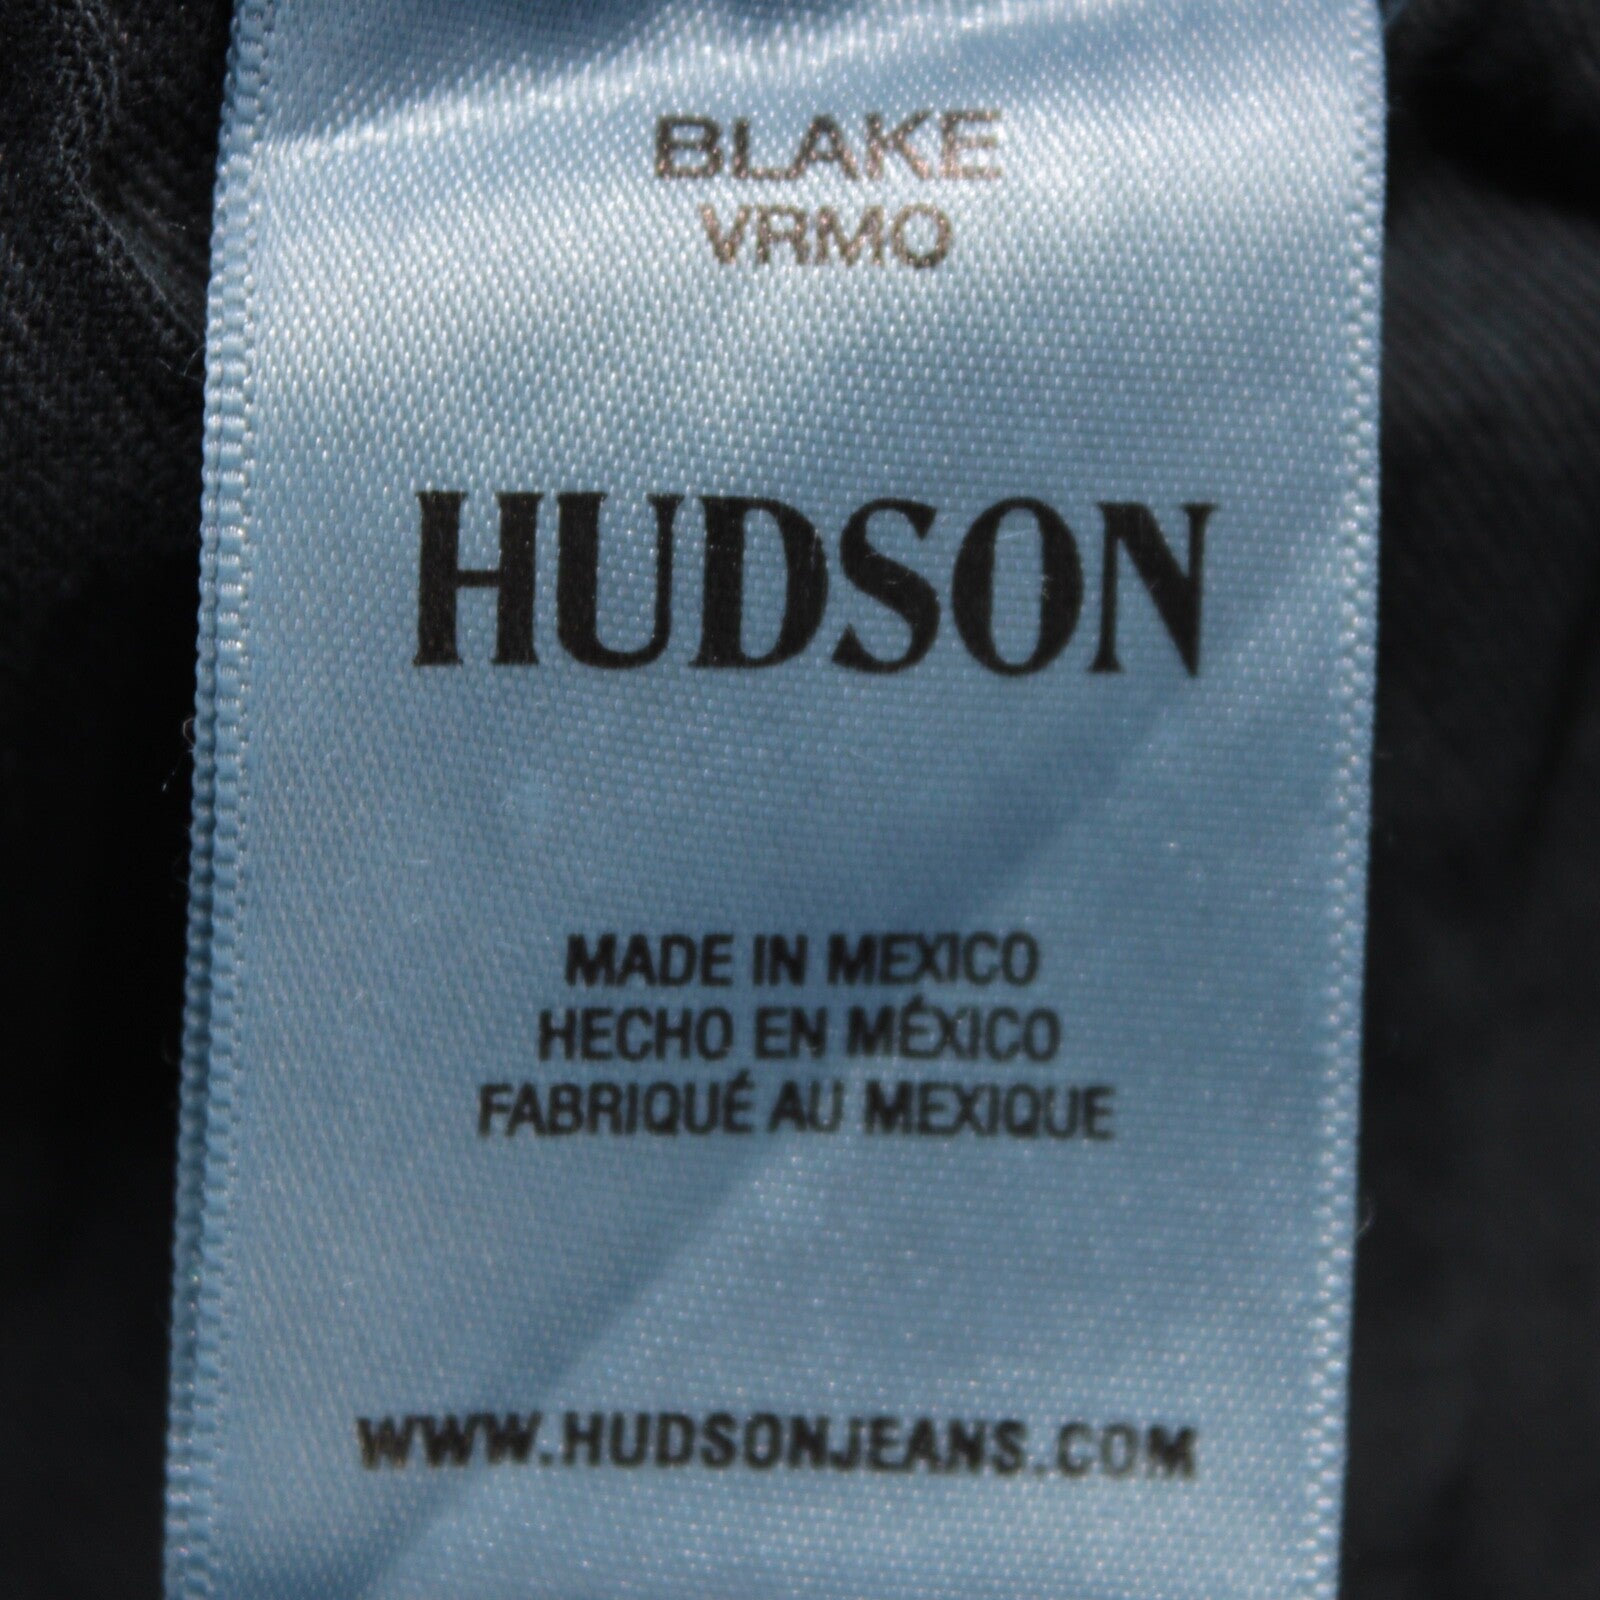 BLAKE
VRMO
HUDSON
MADE IN MEXICO
HECHO EN MÉXICO
FABRIQUÉ AU MEXIQUE
WWW.HUDSONJEANS.COM